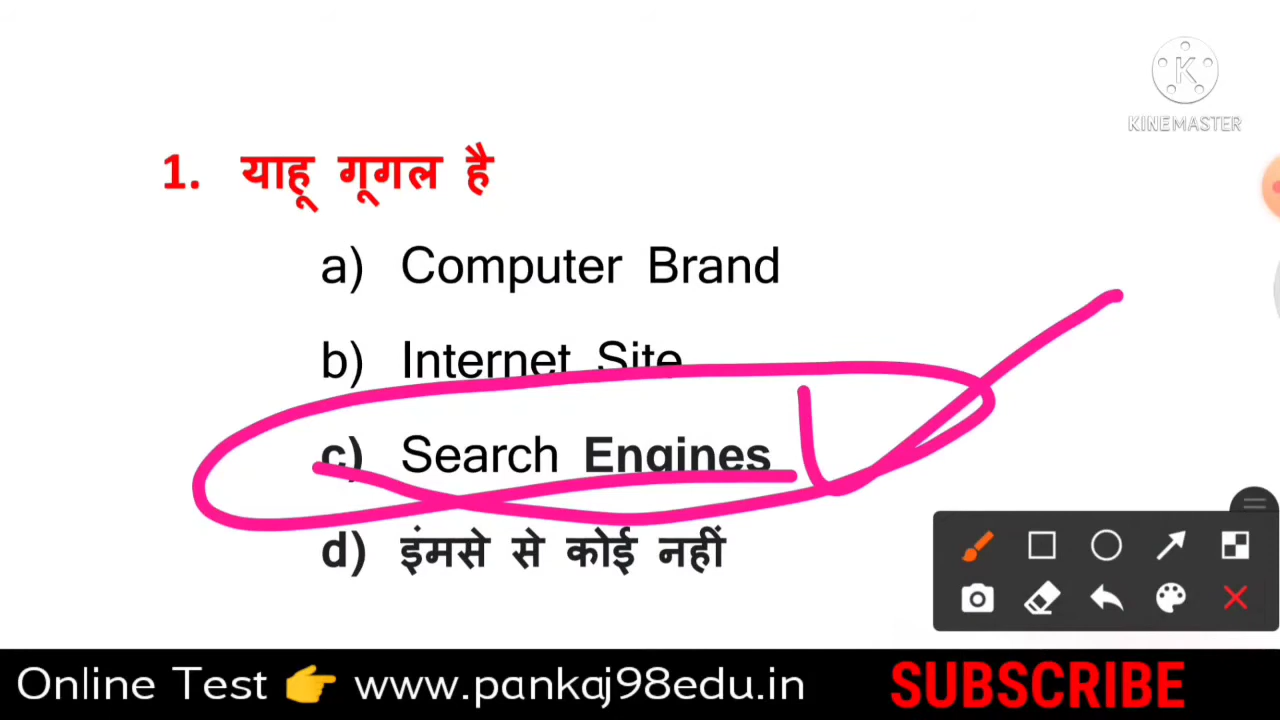 KINEMASTER
1. याहू गूगल है
a) Computer Brand
b) Internet Site
c) Search Engines
d) इंमसे से कोई नहीं
Online Test 👉 www.pankaj98edu.in SUBSCRIBE